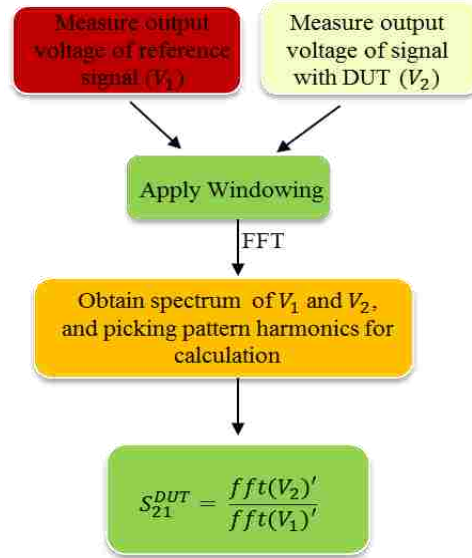 Measure output
voltage of reference
signal (V₁)
Measure output
voltage of signal
with DUT (V₂)
Apply Windowing
FFT
Obtain spectrum of V₁ and V₂,
and picking pattern harmonics for
calculation
S₂₁ᴰᵁᵀ = fft(V₂)′ / fft(V₁)′